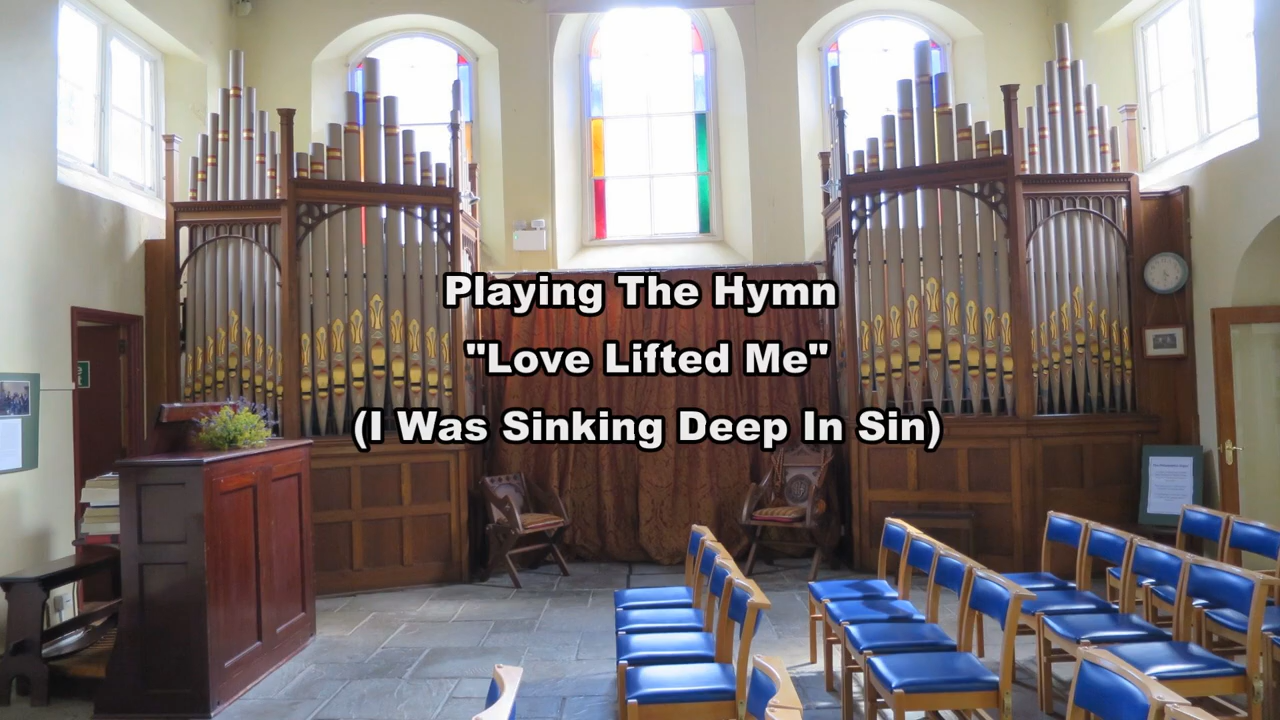 Playing The Hymn
"Love Lifted Me"
(I Was Sinking Deep In Sin)